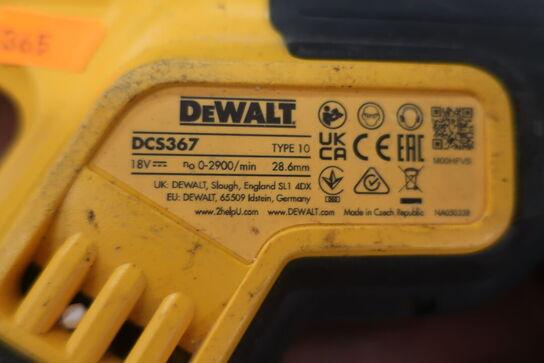 365
DEWALT
DCS367 TYPE 10
18V n₀ 0-2900/min 28.6mm
UK: DEWALT, Slough, England SL1 4DX
EU: DEWALT, 65509 Idstein, Germany
www.2helpU.com www.DEWALT.com Made in Czech Republic
UK
CA
CE
EAC